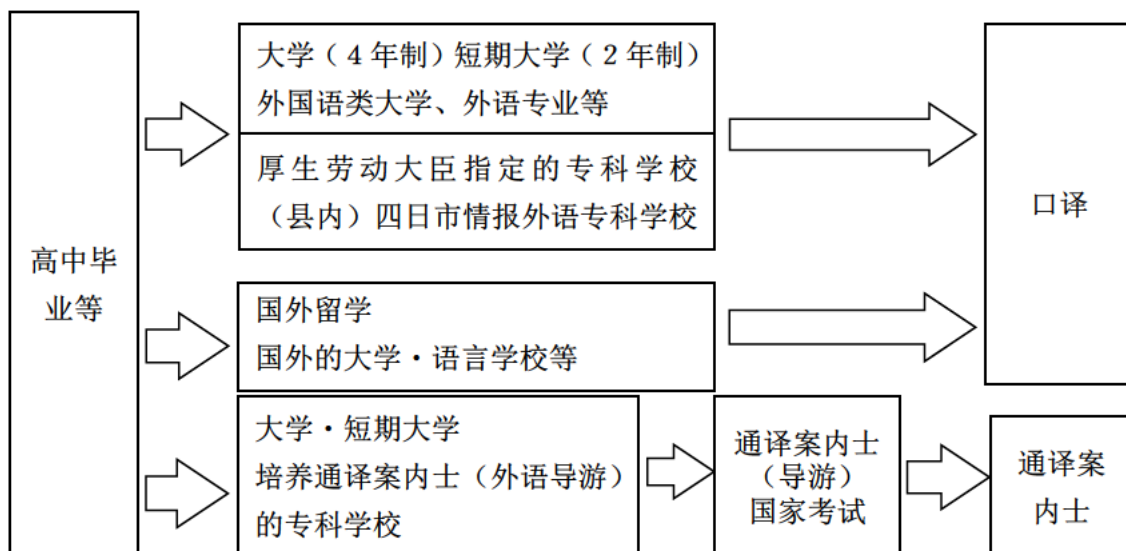 高中毕
业等
大学（4年制）短期大学（2年制）
外国语类大学、外语专业等
厚生劳动大臣指定的专科学校
（县内）四日市情报外语专科学校
口译
国外留学
国外的大学・语言学校等
大学・短期大学
培养通译案内士（外语导游）
的专科学校
通译案内士
（导游）
国家考试
通译案
内士